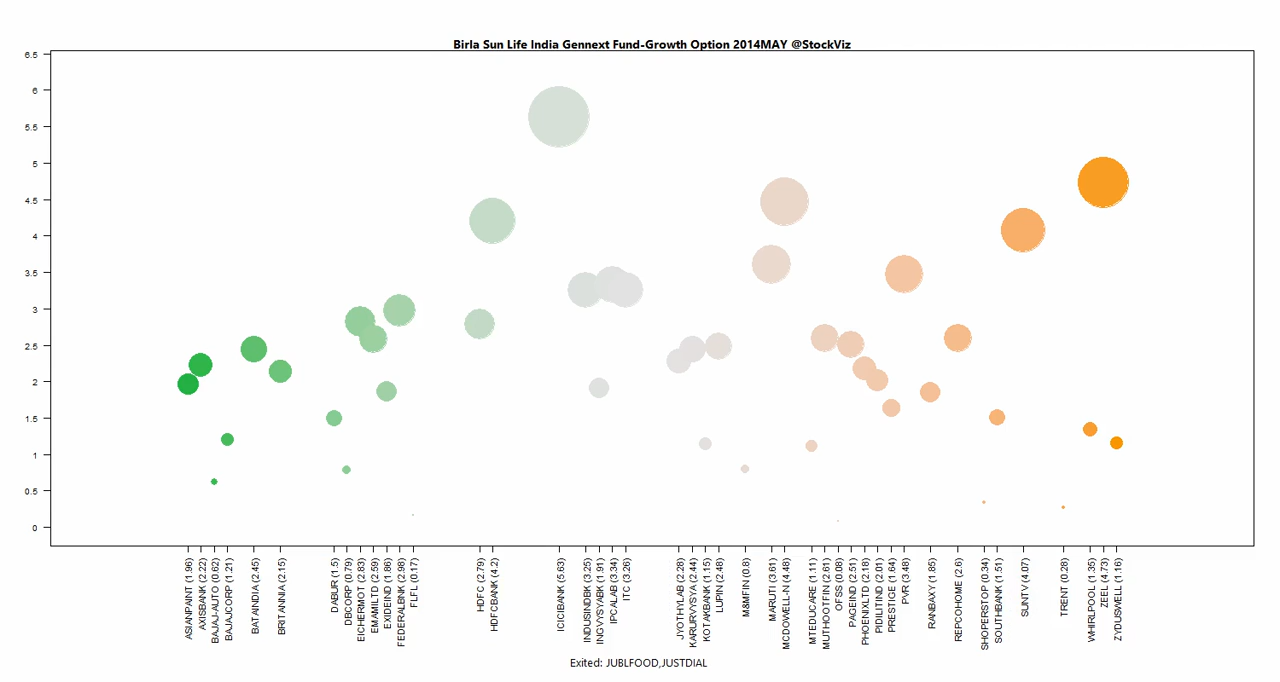 Birla Sun Life India Gennext Fund-Growth Option 2014MAY @StockViz
6.5
6
5.5
5
4.5
4
3.5
3
2.5
2
1.5
1
0.5
0
ASIANPAINT (1.96)
AXISBANK (2.22)
BAJAJ-AUTO (0.62)
BAJAJCORP (1.21)
BATAINDIA (2.45)
BRITANNIA (2.15)
DABUR (1.5)
DBCORP (0.79)
EICHERMOT (2.83)
EMAMILTD (2.59)
EXIDEIND (1.86)
FEDERALBNK (2.98)
FLFL (0.17)
HDFC (2.79)
HDFCBANK (4.2)
ICICIBANK (5.63)
INDUSINDBK (3.25)
INGVYSYABK (1.91)
IPCALAB (3.34)
ITC (3.26)
JYOTHYLAB (2.28)
KARURVYSYA (2.44)
KOTAKBANK (1.15)
LUPIN (2.48)
M&MFIN (0.8)
MARUTI (3.61)
MCDOWELL-N (4.48)
MTEDUCARE (1.11)
MUTHOOTFIN (2.61)
OFSS (0.08)
PAGEIND (2.51)
PHOENIXLTD (2.18)
PIDILITIND (2.01)
PRESTIGE (1.64)
PVR (3.48)
RANBAXY (1.85)
REPCOHOME (2.6)
SHOPERSTOP (0.34)
SOUTHBANK (1.51)
SUNTV (4.07)
TRENT (0.28)
WHIRLPOOL (1.35)
ZEEL (4.73)
ZYDUSWELL (1.16)
Exited: JUBLFOOD,JUSTDIAL